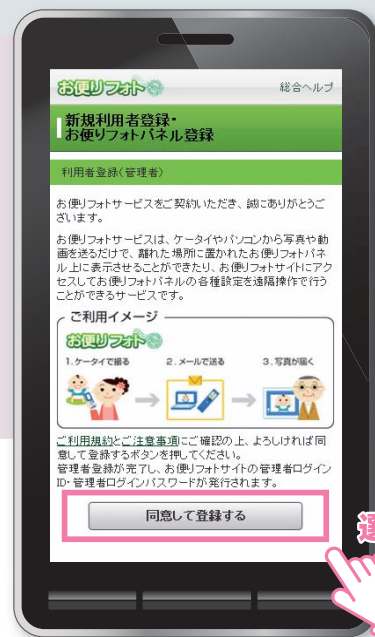 お便りフォト
総合ヘルプ
新規利用者登録・
お便りフォトパネル登録
利用者登録(管理者)
お便りフォトサービスをご契約いただき、誠にありがとうご
ざいます。
お便りフォトサービスは、ケータイやパソコンから写真や動
画を送るだけで、離れた場所に置かれたお便りフォトパネ
ル上に表示させることができたり、お便りフォトサイトにアク
セスしてお便りフォトパネルの各種設定を遠隔操作で行う
ことができるサービスです。
ご利用イメージ
お便りフォト
1.ケータイで撮る
2.メールで送る
3.写真が届く
ご利用規約とご注意事項にご確認の上、よろしければ同
意して登録するボタンを押してください。
管理者登録が完了し、お便りフォトサイトの管理者ログイン
ID・管理者ログインパスワードが発行されます。
同意して登録する
選